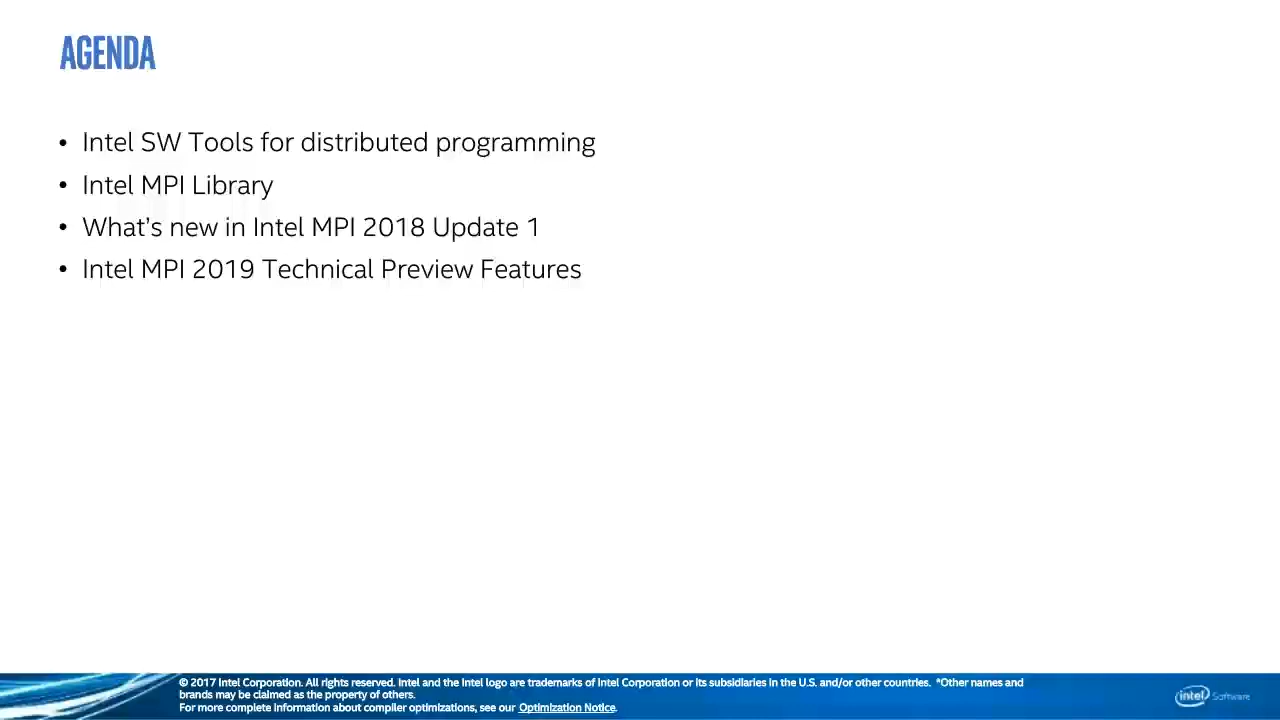 AGENDA
• Intel SW Tools for distributed programming
• Intel MPI Library
• What’s new in Intel MPI 2018 Update 1
• Intel MPI 2019 Technical Preview Features
© 2017 Intel Corporation. All rights reserved. Intel and the Intel logo are trademarks of Intel Corporation or its subsidiaries in the U.S. and/or other countries. *Other names and
brands may be claimed as the property of others.
For more complete information about compiler optimizations, see our Optimization Notice.
intel Software